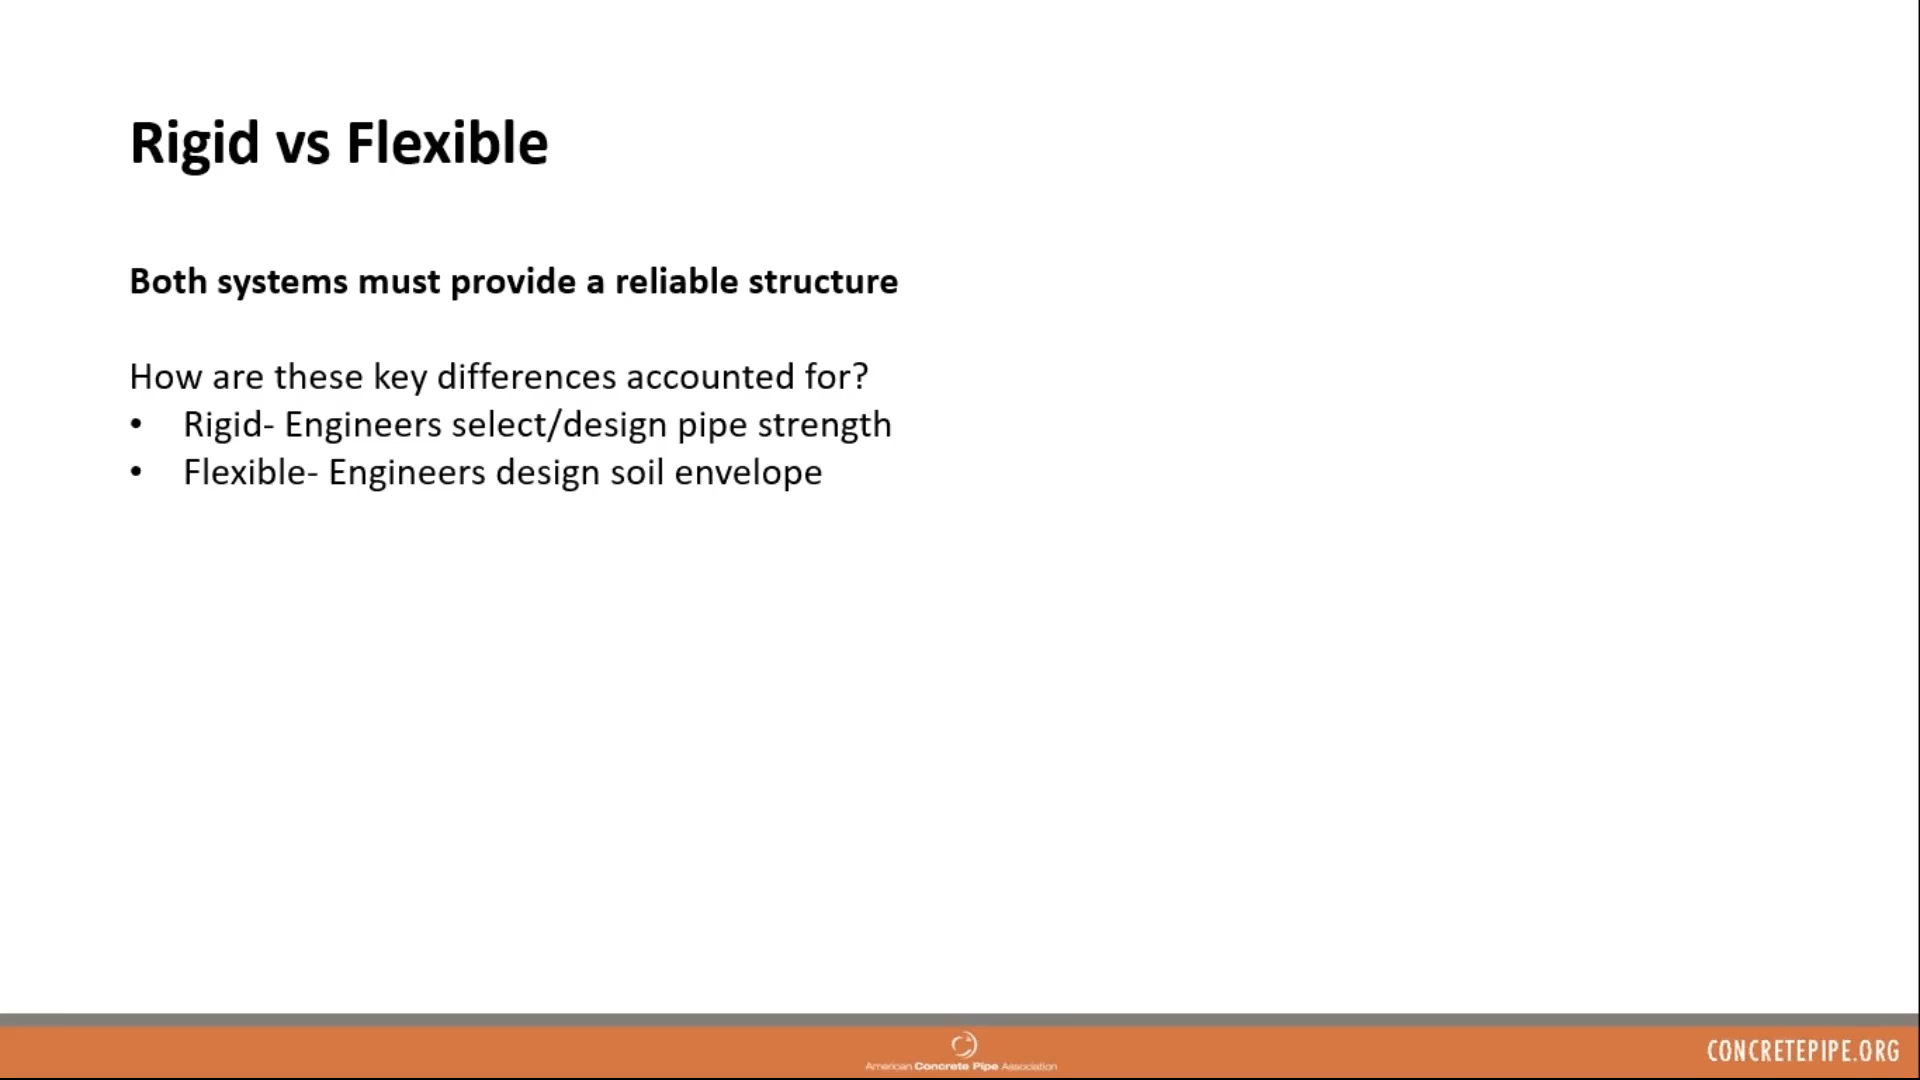 Rigid vs Flexible
Both systems must provide a reliable structure
How are these key differences accounted for?
• Rigid- Engineers select/design pipe strength
• Flexible- Engineers design soil envelope
American Concrete Pipe Association
CONCRETEPIPE.ORG